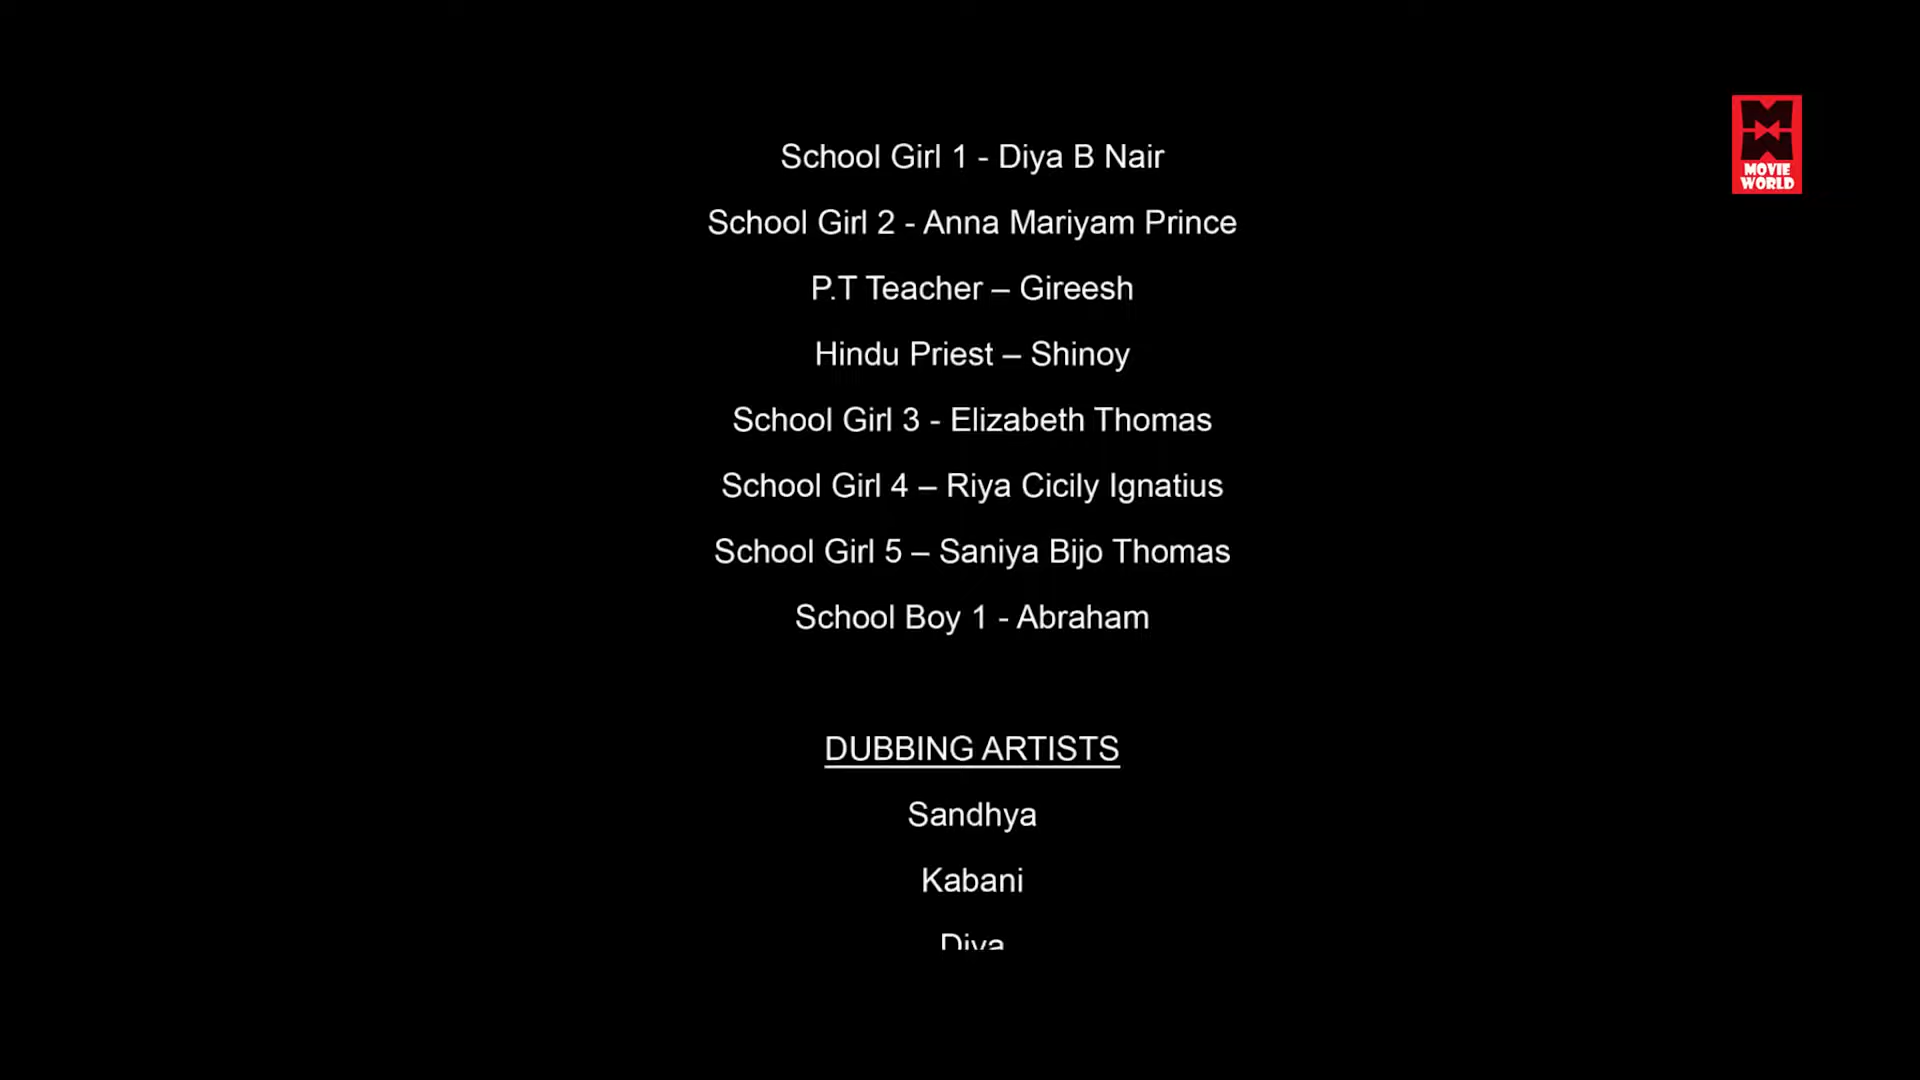 School Girl 1 - Diya B Nair
School Girl 2 - Anna Mariyam Prince
P.T Teacher – Gireesh
Hindu Priest – Shinoy
School Girl 3 - Elizabeth Thomas
School Girl 4 – Riya Cicily Ignatius
School Girl 5 – Saniya Bijo Thomas
School Boy 1 - Abraham
DUBBING ARTISTS
Sandhya
Kabani
MOVIE
WORLD